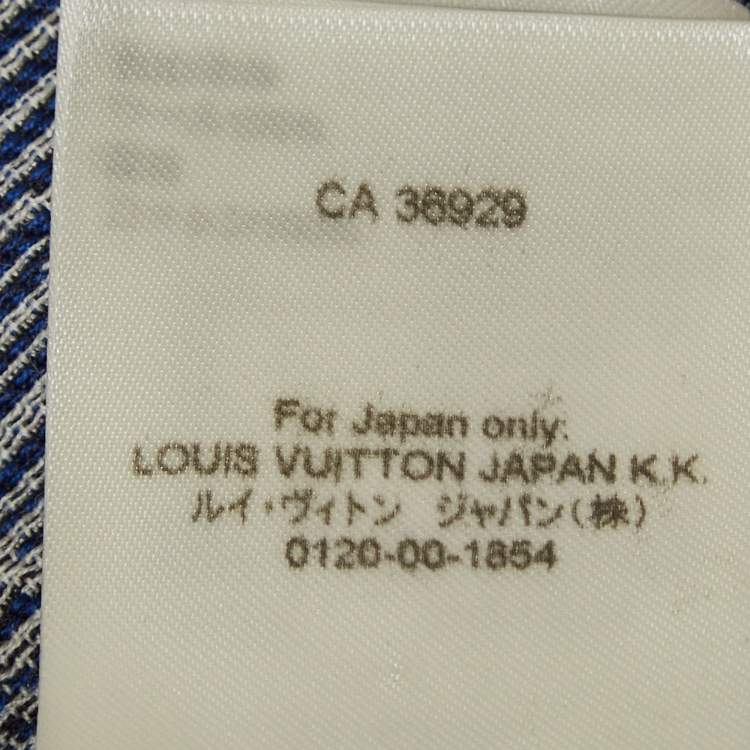 CA 36929
For Japan only:
LOUIS VUITTON JAPAN K.K.
ルイ・ヴィトン ジャパン(株)
0120-00-1854